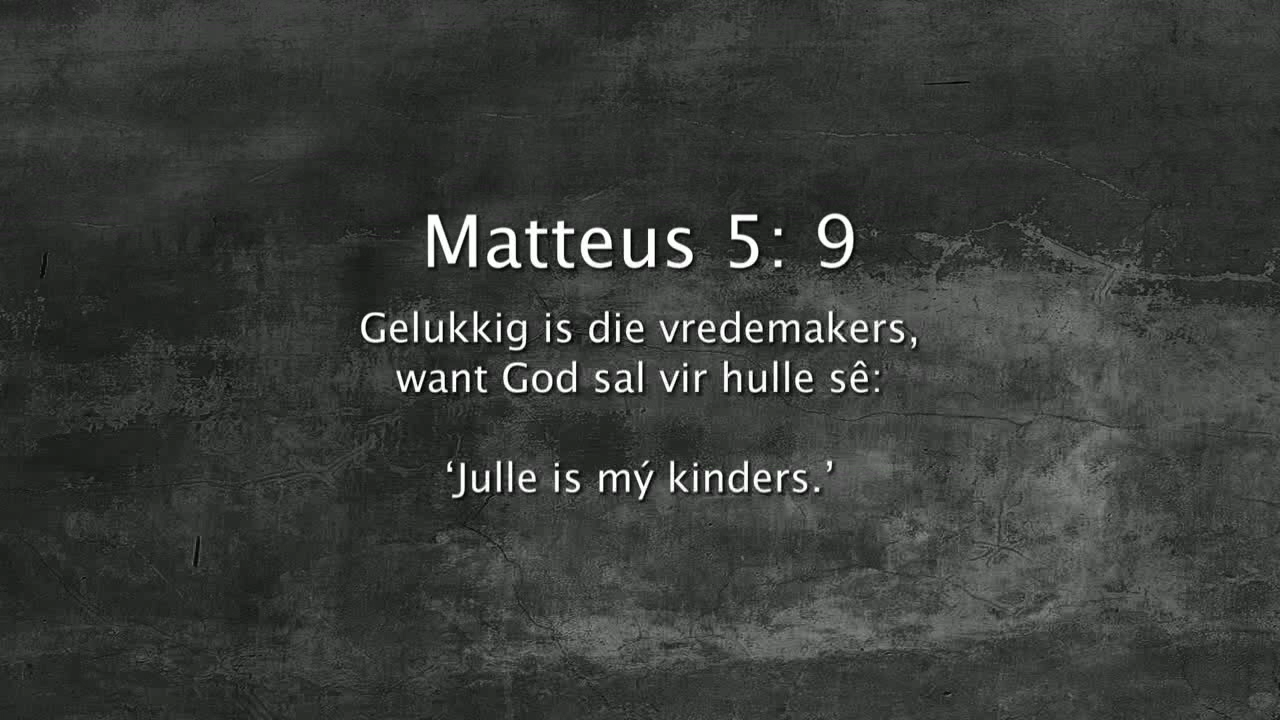 Matteus 5: 9
Gelukkig is die vredemakers,
want God sal vir hulle sê:
‘Julle is mý kinders.’